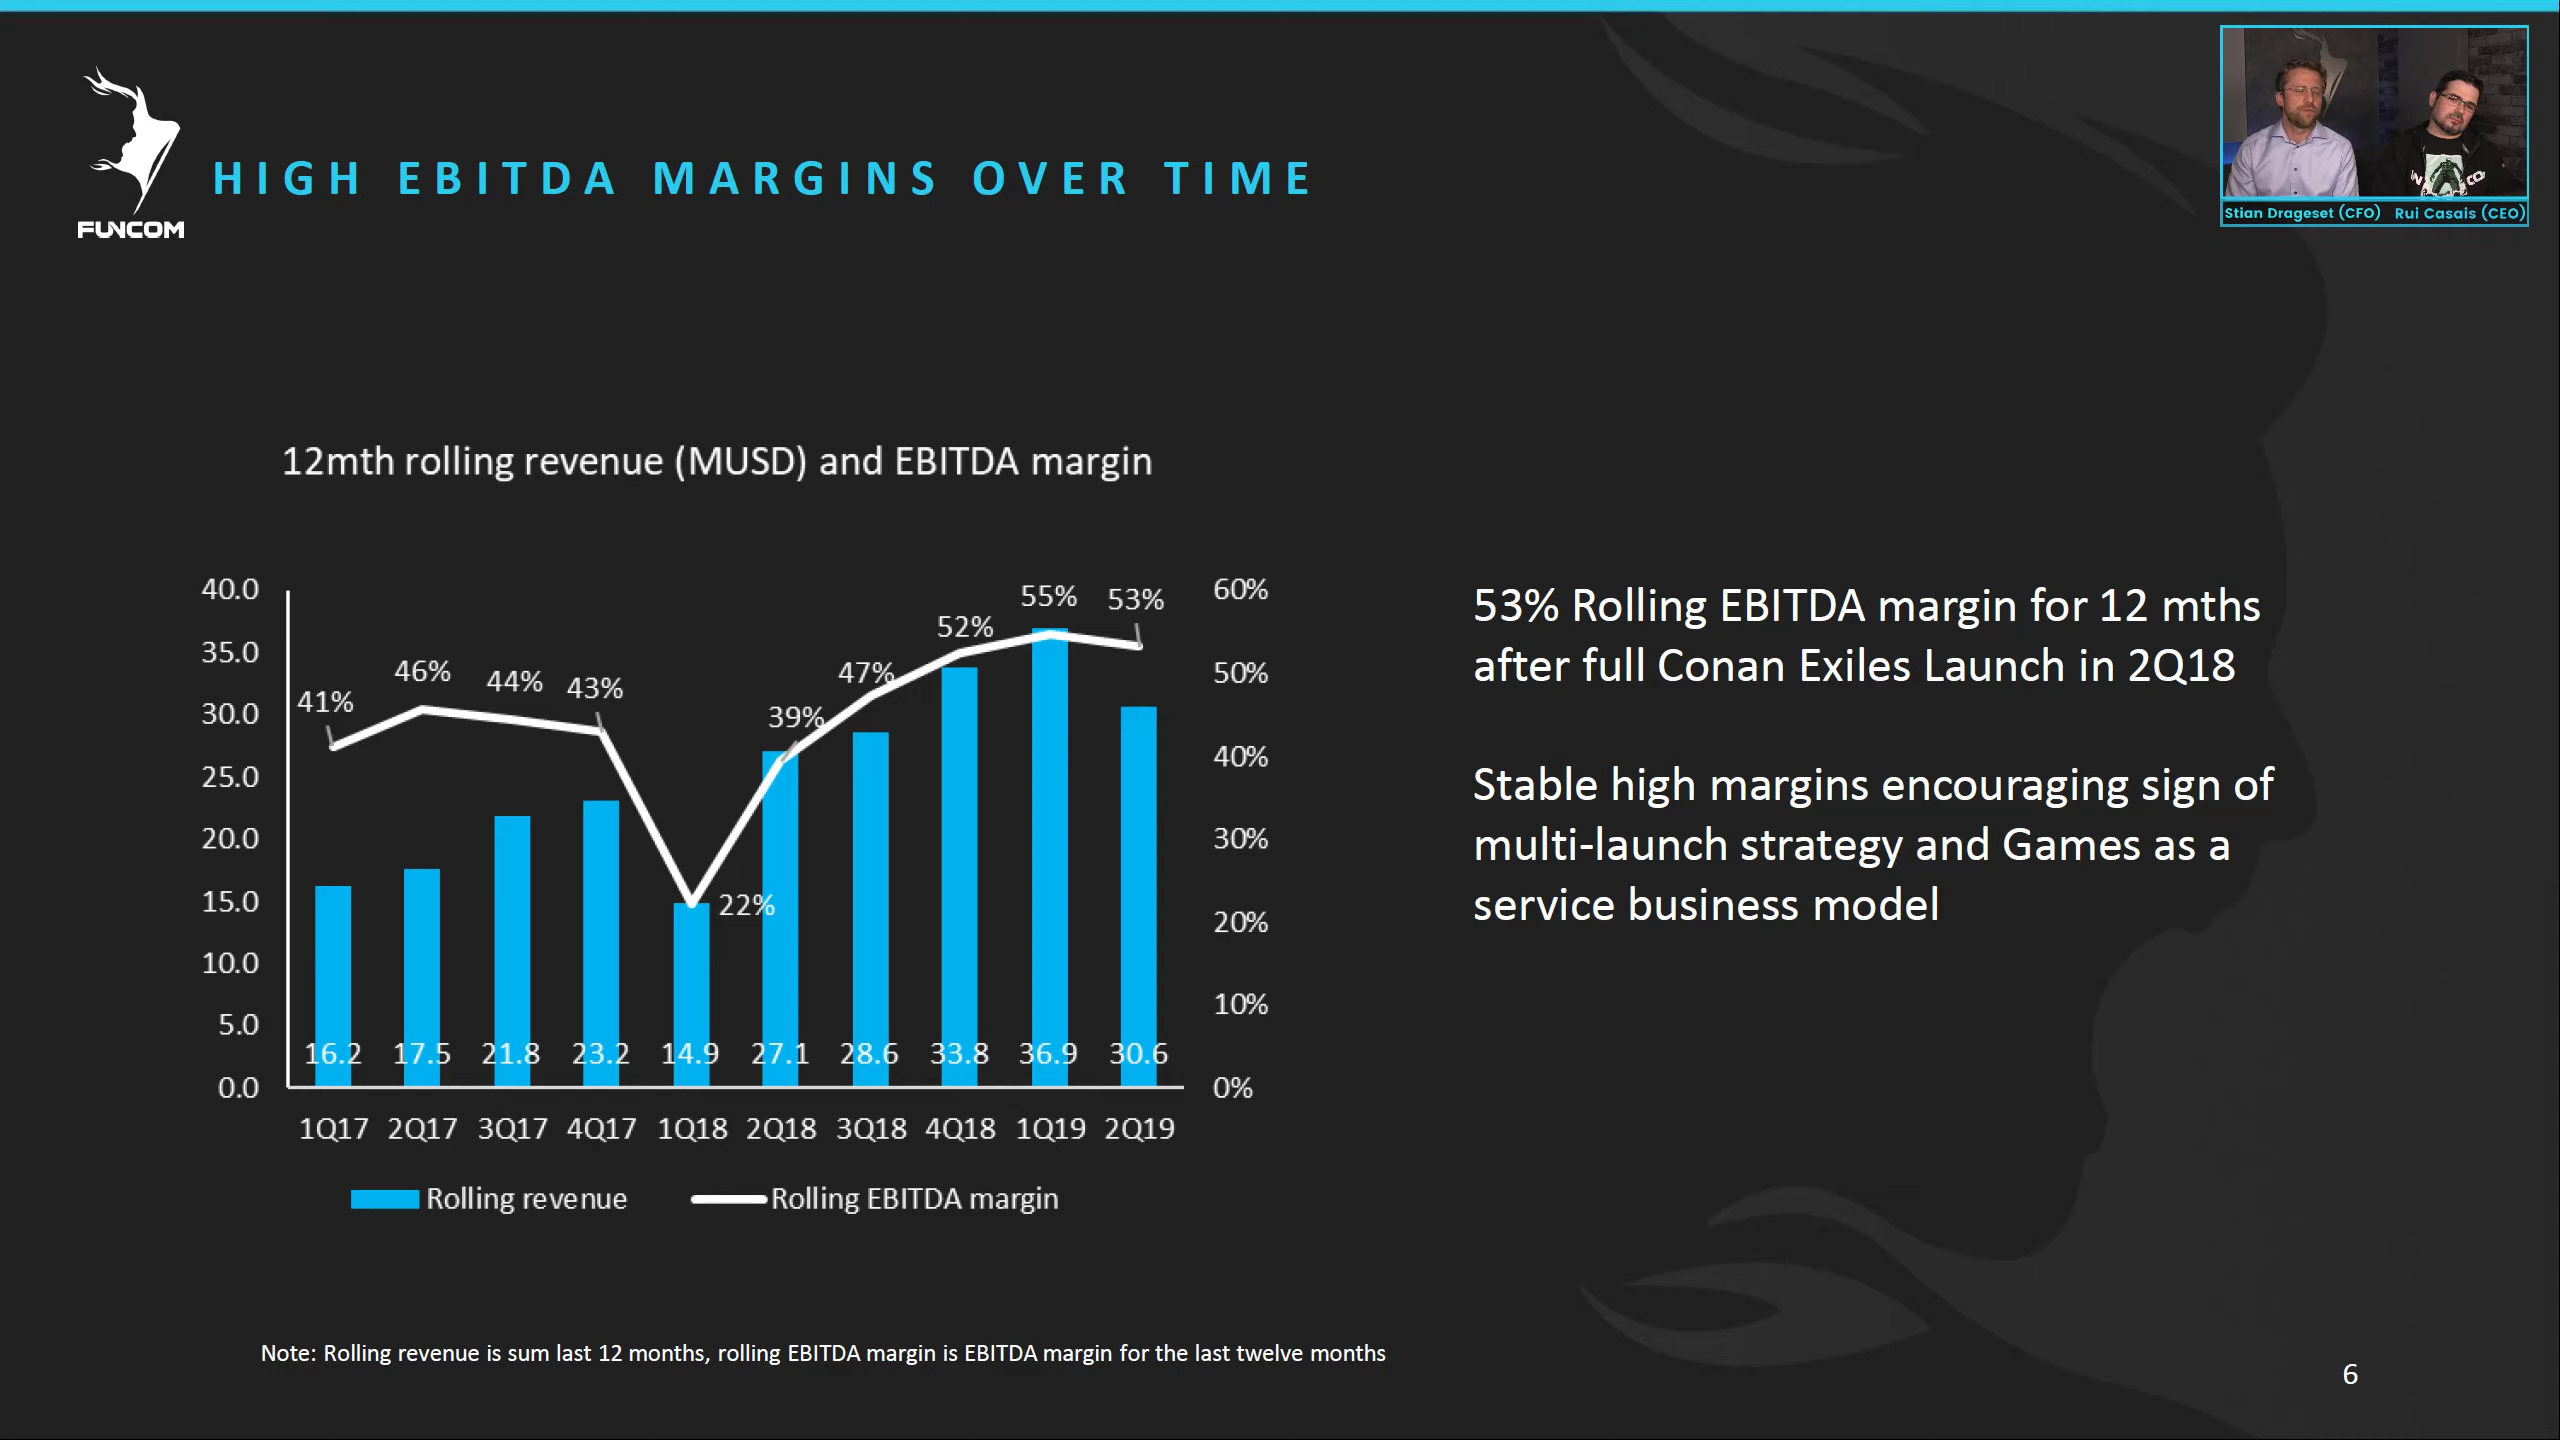 FUNCOM
HIGH EBITDA MARGINS OVER TIME
Stian Drageset (CFO) Rui Casais (CEO)
12mth rolling revenue (MUSD) and EBITDA margin
40.0
35.0
30.0
25.0
20.0
15.0
10.0
5.0
0.0
60%
50%
40%
30%
20%
10%
0%
41% 46% 44% 43% 22% 39% 47% 52% 55% 53%
16.2 17.5 21.8 23.2 14.9 27.1 28.6 33.8 36.9 30.6
1Q17 2Q17 3Q17 4Q17 1Q18 2Q18 3Q18 4Q18 1Q19 2Q19
Rolling revenue Rolling EBITDA margin
53% Rolling EBITDA margin for 12 mths
after full Conan Exiles Launch in 2Q18
Stable high margins encouraging sign of
multi-launch strategy and Games as a
service business model
Note: Rolling revenue is sum last 12 months, rolling EBITDA margin is EBITDA margin for the last twelve months
6